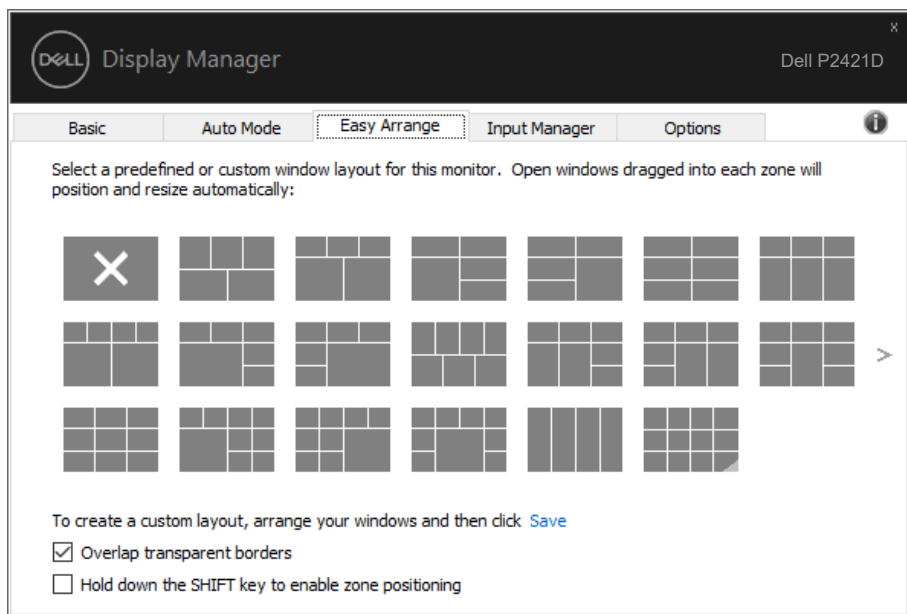 x
DELL Display Manager
Dell P2421D
Basic Auto Mode Easy Arrange Input Manager Options
Select a predefined or custom window layout for this monitor. Open windows dragged into each zone will
position and resize automatically:
To create a custom layout, arrange your windows and then click Save
Overlap transparent borders
Hold down the SHIFT key to enable zone positioning